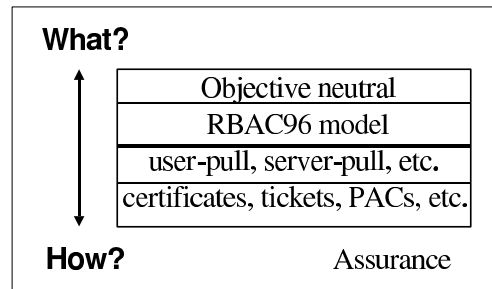 What?
Objective neutral
RBAC96 model
user-pull, server-pull, etc.
certificates, tickets, PACs, etc.
How?
Assurance